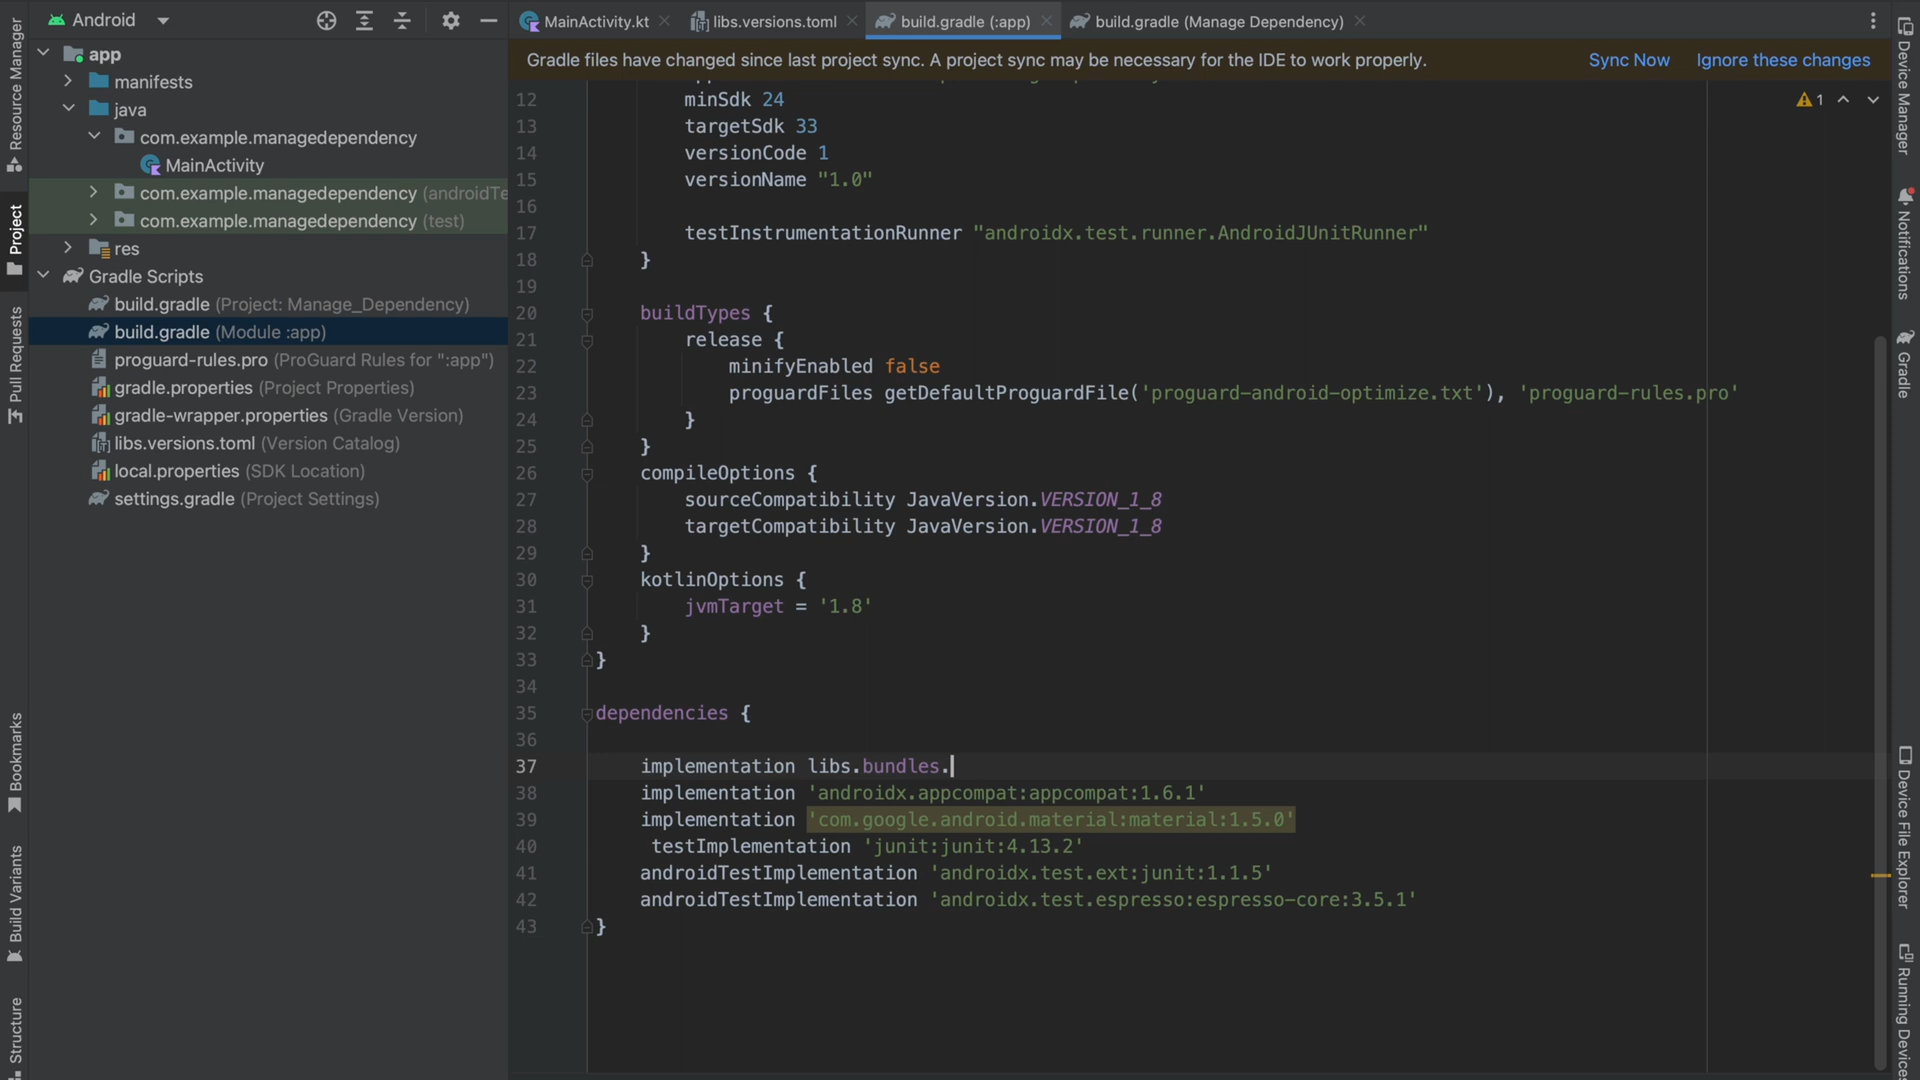 Android
MainActivity.kt
libs.versions.toml
build.gradle (:app)
build.gradle (Manage Dependency)
Gradle files have changed since last project sync. A project sync may be necessary for the IDE to work properly.
Sync Now
Ignore these changes
Resource Manager
Project
Pull Requests
Bookmarks
Build Variants
Structure
app
manifests
java
com.example.managedependency
MainActivity
com.example.managedependency (androidTe
com.example.managedependency (test)
res
Gradle Scripts
build.gradle (Project: Manage_Dependency)
build.gradle (Module :app)
proguard-rules.pro (ProGuard Rules for ":app")
gradle.properties (Project Properties)
gradle-wrapper.properties (Gradle Version)
libs.versions.toml (Version Catalog)
local.properties (SDK Location)
settings.gradle (Project Settings)
12 minSdk 24
13 targetSdk 33
14 versionCode 1
15 versionName "1.0"
16
17 testInstrumentationRunner "androidx.test.runner.AndroidJUnitRunner"
18 }
19
20 buildTypes {
21 release {
22 minifyEnabled false
23 proguardFiles getDefaultProguardFile('proguard-android-optimize.txt'), 'proguard-rules.pro'
24 }
25 }
26 compileOptions {
27 sourceCompatibility JavaVersion.VERSION_1_8
28 targetCompatibility JavaVersion.VERSION_1_8
29 }
30 kotlinOptions {
31 jvmTarget = '1.8'
32 }
33 }
34
35 dependencies {
36
37 implementation libs.bundles.
38 implementation 'androidx.appcompat:appcompat:1.6.1'
39 implementation 'com.google.android.material:material:1.5.0'
40 testImplementation 'junit:junit:4.13.2'
41 androidTestImplementation 'androidx.test.ext:junit:1.1.5'
42 androidTestImplementation 'androidx.test.espresso:espresso-core:3.5.1'
43 }
1
Device Manager
Notifications
Gradle
Device File Explorer
Running Devices